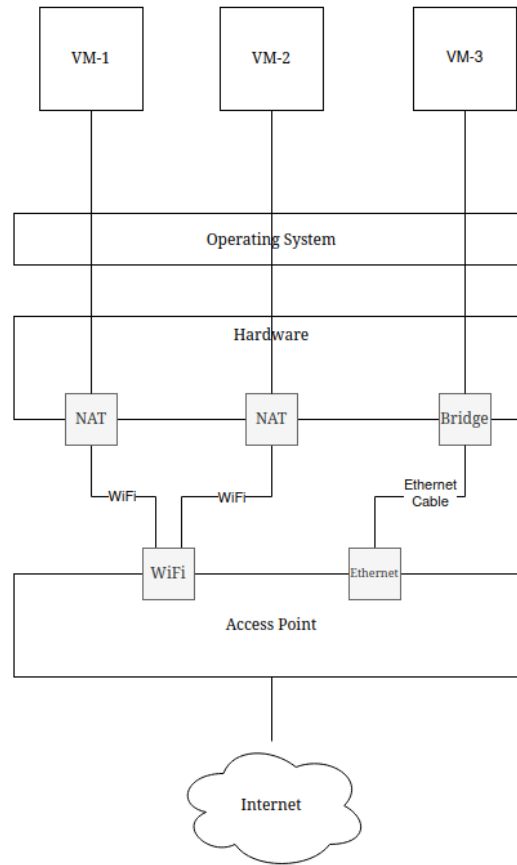 VM-1
VM-2
VM-3
Operating System
Hardware
NAT
NAT
Bridge
WiFi
WiFi
Ethernet
Cable
WiFi
Ethernet
Access Point
Internet